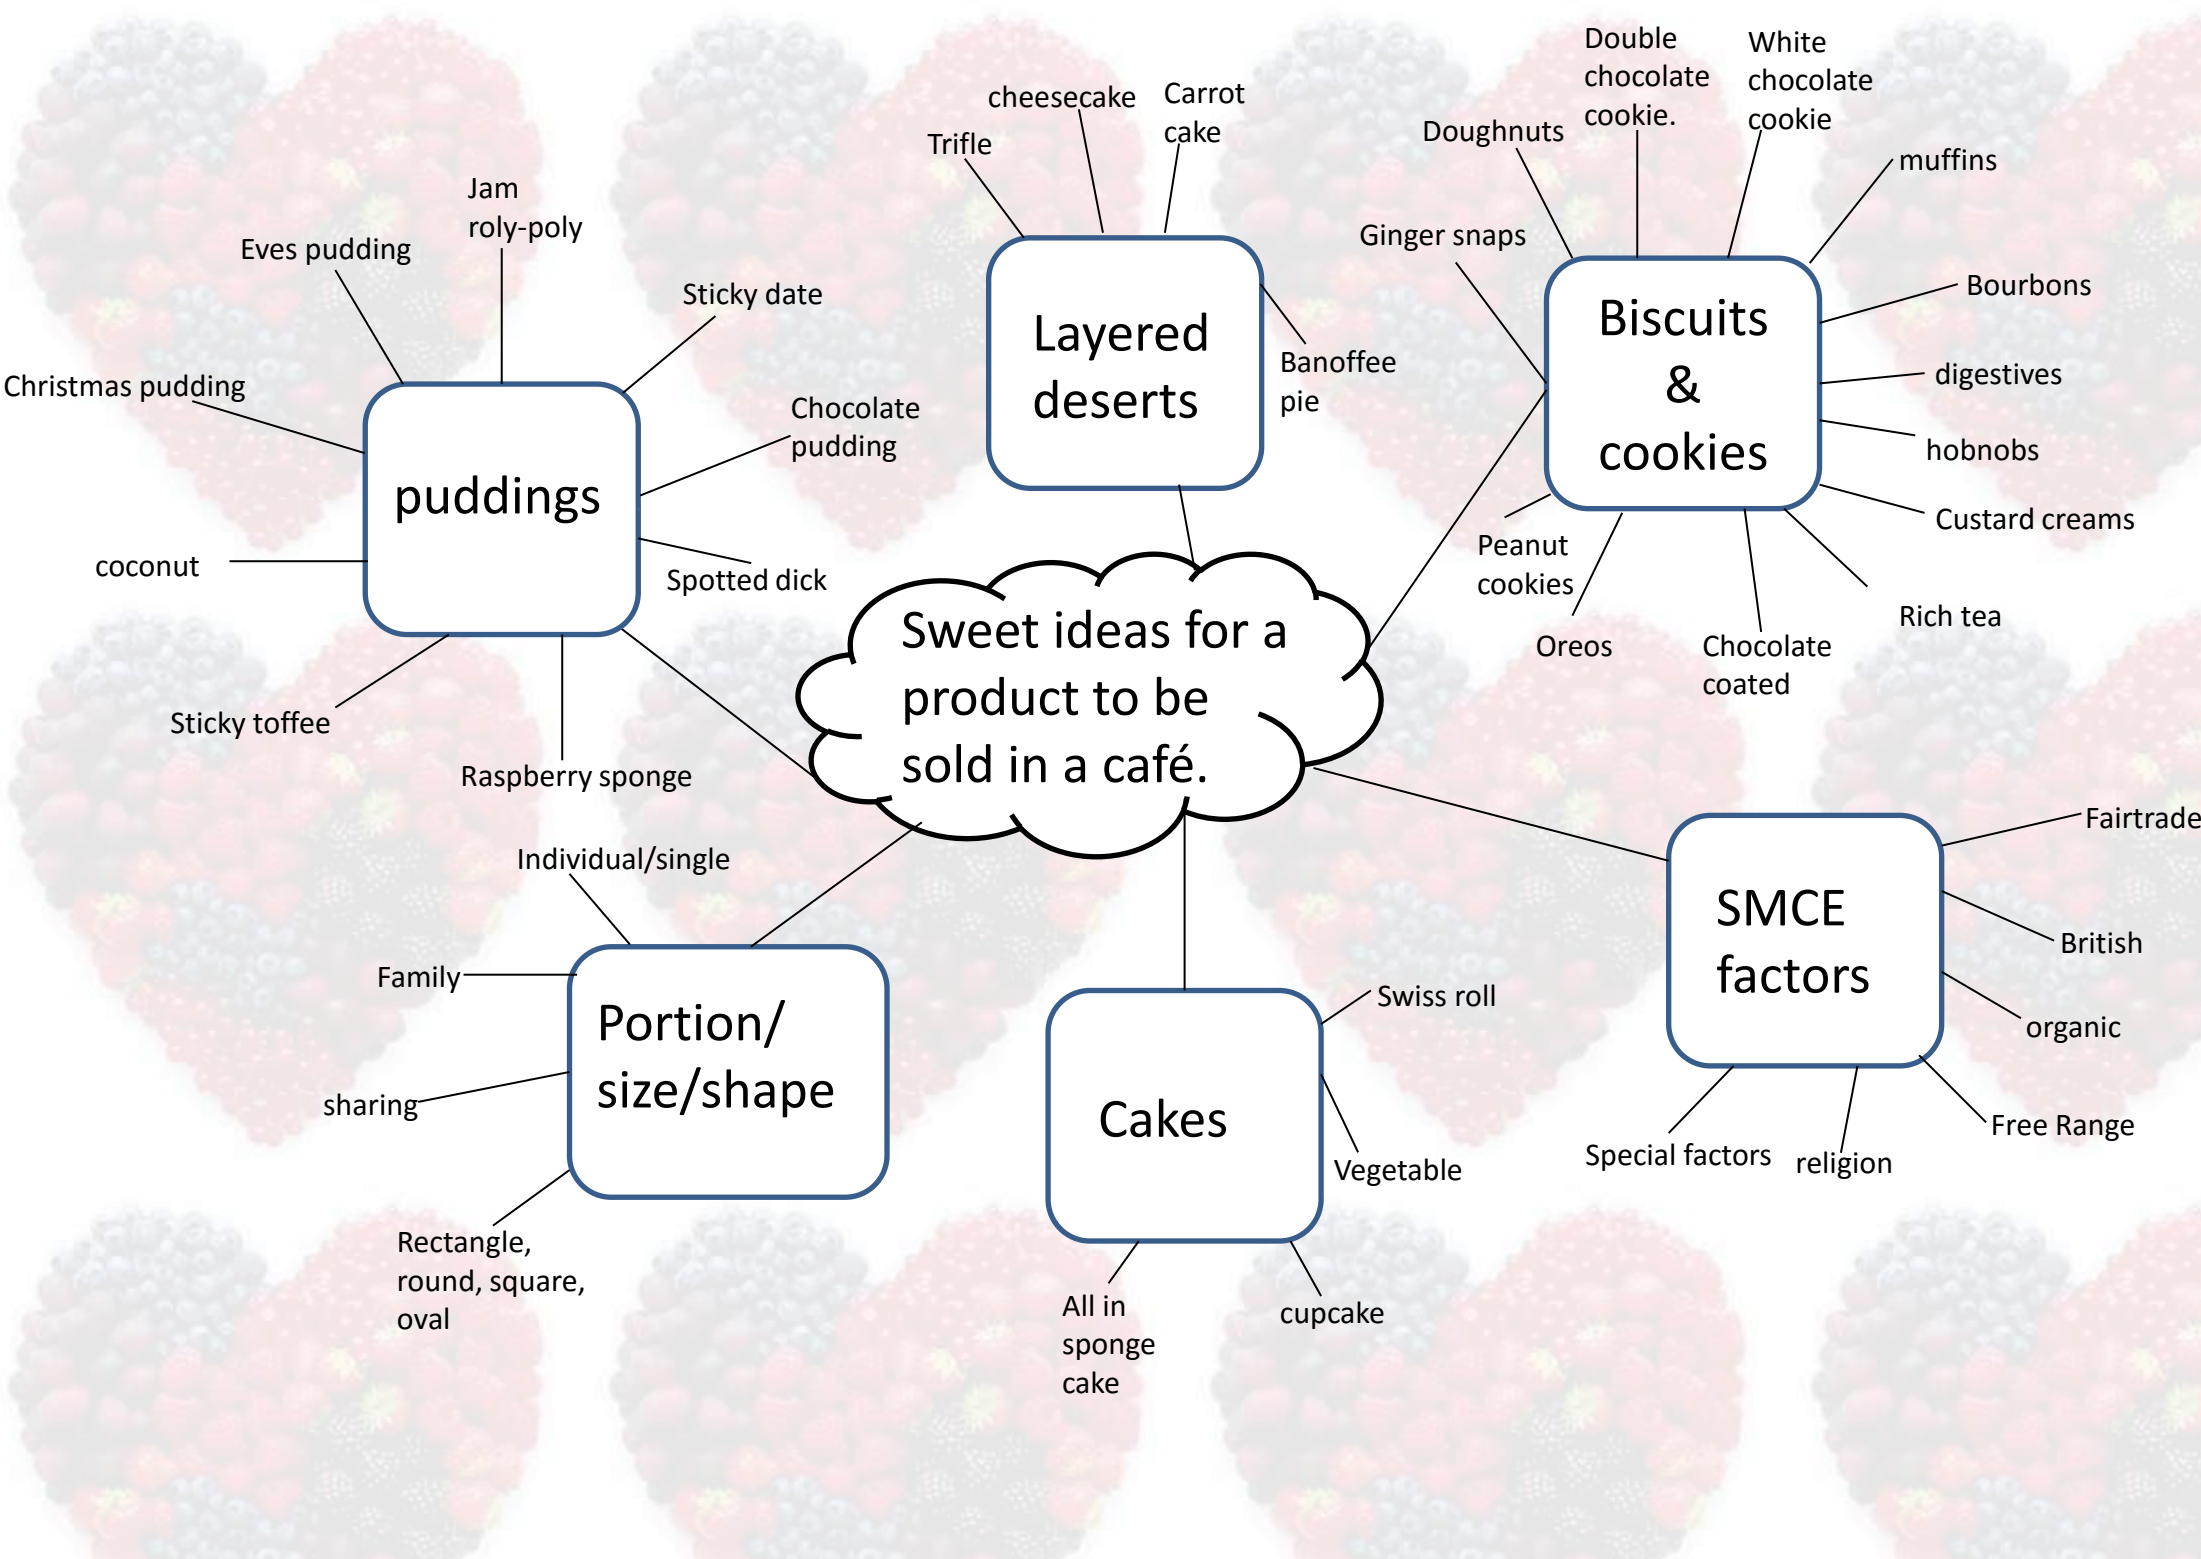 Double
chocolate
cookie.
White
chocolate
cookie
cheesecake
Carrot
cake
Trifle
Doughnuts
muffins
Jam
roly-poly
Eves pudding
Ginger snaps
Sticky date
Bourbons
Layered
deserts
Biscuits
&
cookies
Banoffee
pie
digestives
Christmas pudding
Chocolate
pudding
hobnobs
puddings
Custard creams
coconut
Spotted dick
Peanut
cookies
Rich tea
Oreos
Chocolate
coated
Sweet ideas for a
product to be
sold in a café.
Sticky toffee
Raspberry sponge
Individual/single
Fairtrade
SMCE
factors
British
Family
Portion/
size/shape
Swiss roll
organic
sharing
Cakes
Free Range
Special factors
religion
Vegetable
Rectangle,
round, square,
oval
All in
sponge
cake
cupcake